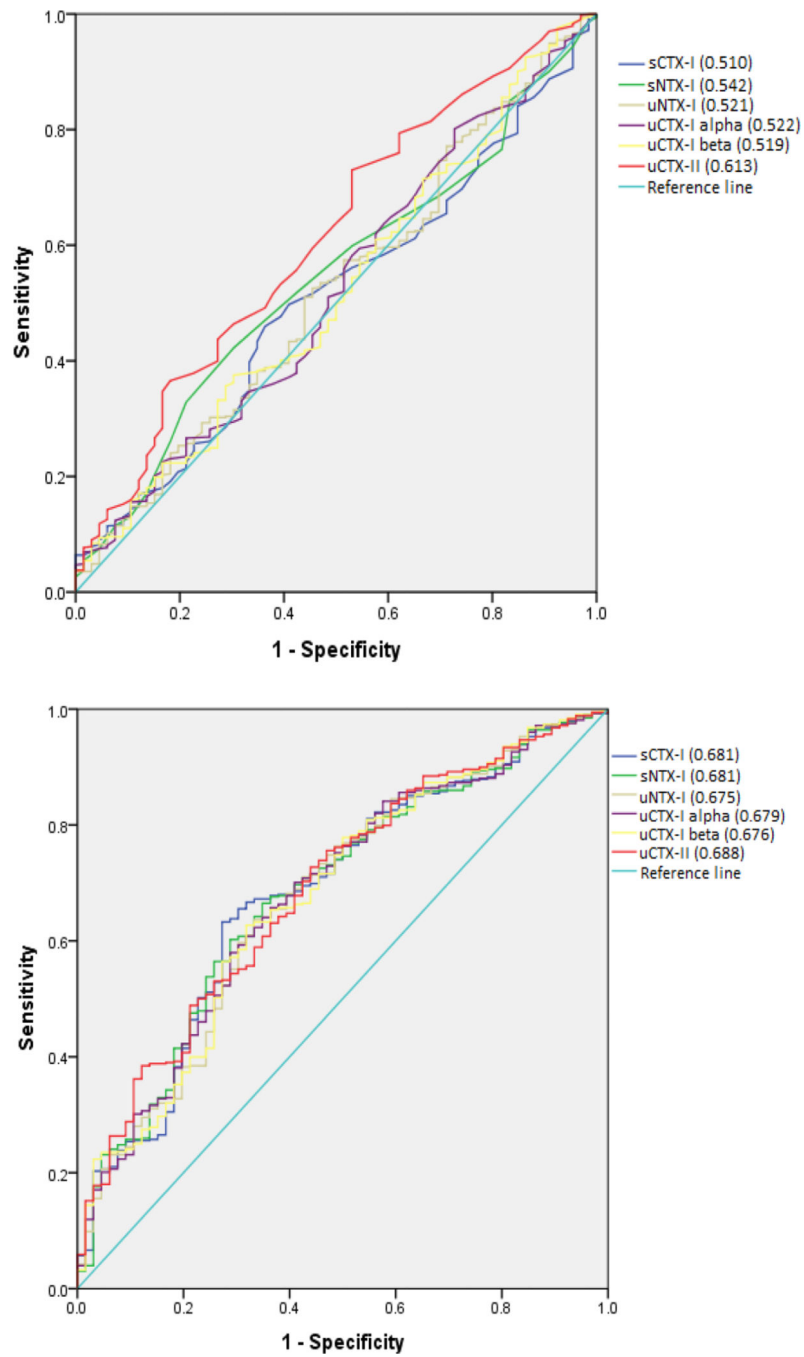 1.0
0.8
0.6
0.4
0.2
0.0
0.0 0.2 0.4 0.6 0.8 1.0
Sensitivity
1 - Specificity
sCTX-I (0.510)
sNTX-I (0.542)
uNTX-I (0.521)
uCTX-I alpha (0.522)
uCTX-I beta (0.519)
uCTX-II (0.613)
Reference line
1.0
0.8
0.6
0.4
0.2
0.0
0.0 0.2 0.4 0.6 0.8 1.0
Sensitivity
1 - Specificity
sCTX-I (0.681)
sNTX-I (0.681)
uNTX-I (0.675)
uCTX-I alpha (0.679)
uCTX-I beta (0.676)
uCTX-II (0.688)
Reference line